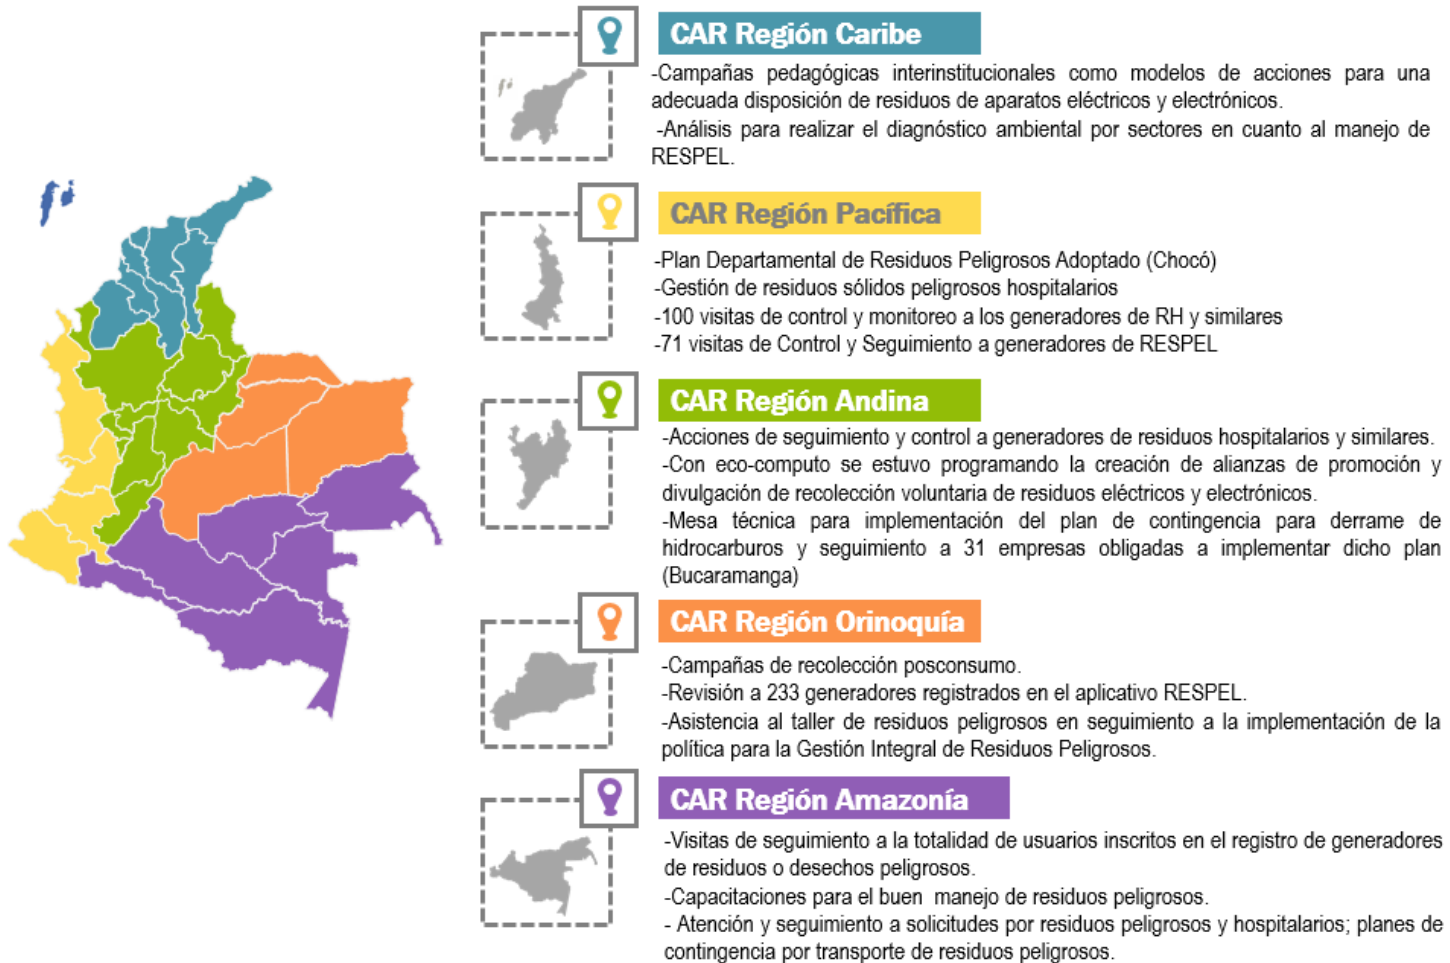 CAR Región Caribe
-Campañas pedagógicas interinstitucionales como modelos de acciones para una
adecuada disposición de residuos de aparatos eléctricos y electrónicos.
-Análisis para realizar el diagnóstico ambiental por sectores en cuanto al manejo de
RESPEL.
CAR Región Pacífica
-Plan Departamental de Residuos Peligrosos Adoptado (Chocó)
-Gestión de residuos sólidos peligrosos hospitalarios
-100 visitas de control y monitoreo a los generadores de RH y similares
-71 visitas de Control y Seguimiento a generadores de RESPEL
CAR Región Andina
-Acciones de seguimiento y control a generadores de residuos hospitalarios y similares.
-Con eco-computo se estuvo programando la creación de alianzas de promoción y
divulgación de recolección voluntaria de residuos eléctricos y electrónicos.
-Mesa técnica para implementación del plan de contingencia para derrame de
hidrocarburos y seguimiento a 31 empresas obligadas a implementar dicho plan
(Bucaramanga)
CAR Región Orinoquía
-Campañas de recolección posconsumo.
-Revisión a 233 generadores registrados en el aplicativo RESPEL.
-Asistencia al taller de residuos peligrosos en seguimiento a la implementación de la
política para la Gestión Integral de Residuos Peligrosos.
CAR Región Amazonía
-Visitas de seguimiento a la totalidad de usuarios inscritos en el registro de generadores
de residuos o desechos peligrosos.
-Capacitaciones para el buen manejo de residuos peligrosos.
- Atención y seguimiento a solicitudes por residuos peligrosos y hospitalarios; planes de
contingencia por transporte de residuos peligrosos.